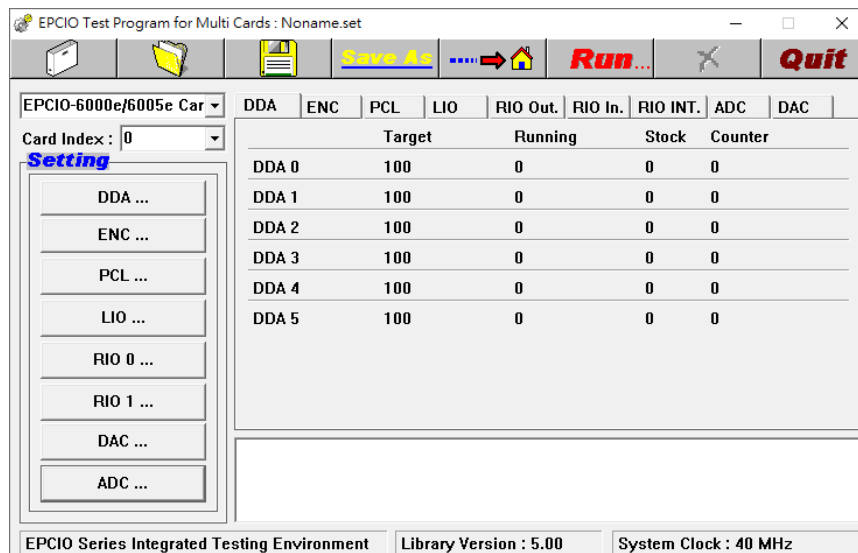 EPCIO Test Program for Multi Cards : Noname.set
Save As
Run...
Quit
EPCIO-6000e/6005e Car
Card Index : 0
Setting
DDA ...
ENC ...
PCL ...
LIO ...
RIO 0 ...
RIO 1 ...
DAC ...
ADC ...
DDA ENC PCL LIO RIO Out. RIO In. RIO INT. ADC DAC
Target Running Stock Counter
DDA 0 100 0 0 0
DDA 1 100 0 0 0
DDA 2 100 0 0 0
DDA 3 100 0 0 0
DDA 4 100 0 0 0
DDA 5 100 0 0 0
EPCIO Series Integrated Testing Environment Library Version : 5.00 System Clock : 40 MHz